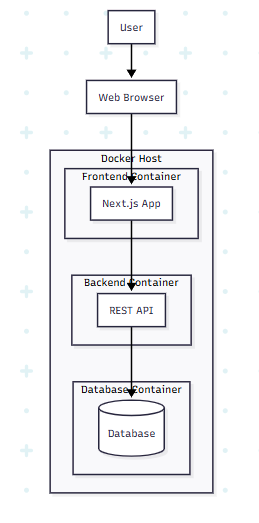 User
Web Browser
Docker Host
Frontend Container
Next.js App
Backend Container
REST API
Database Container
Database